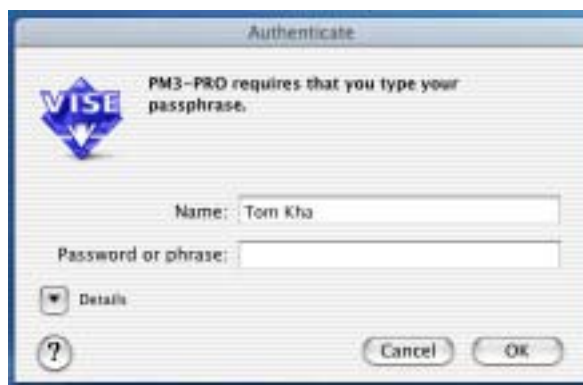 Authenticate
VISE
PM3-PRO requires that you type your
passphrase.
Name: Tom Kha
Password or phrase:
Details
?
Cancel OK